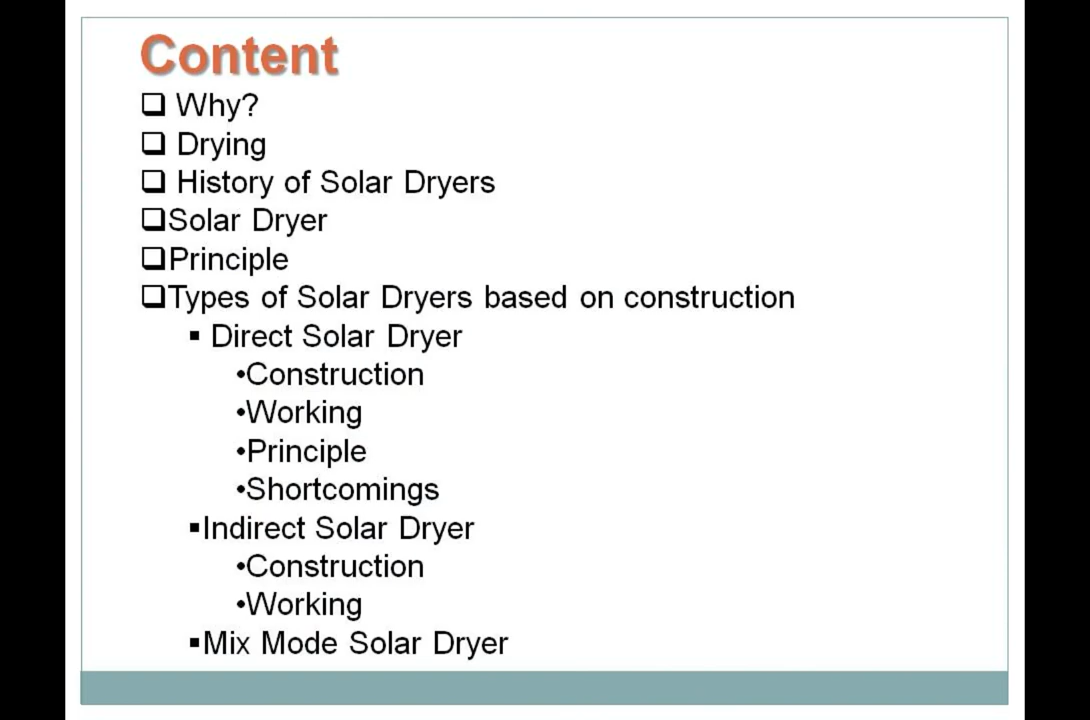 Content
❑ Why?
❑ Drying
❑ History of Solar Dryers
❑Solar Dryer
❑Principle
❑Types of Solar Dryers based on construction
▪ Direct Solar Dryer
•Construction
•Working
•Principle
•Shortcomings
▪Indirect Solar Dryer
•Construction
•Working
▪Mix Mode Solar Dryer